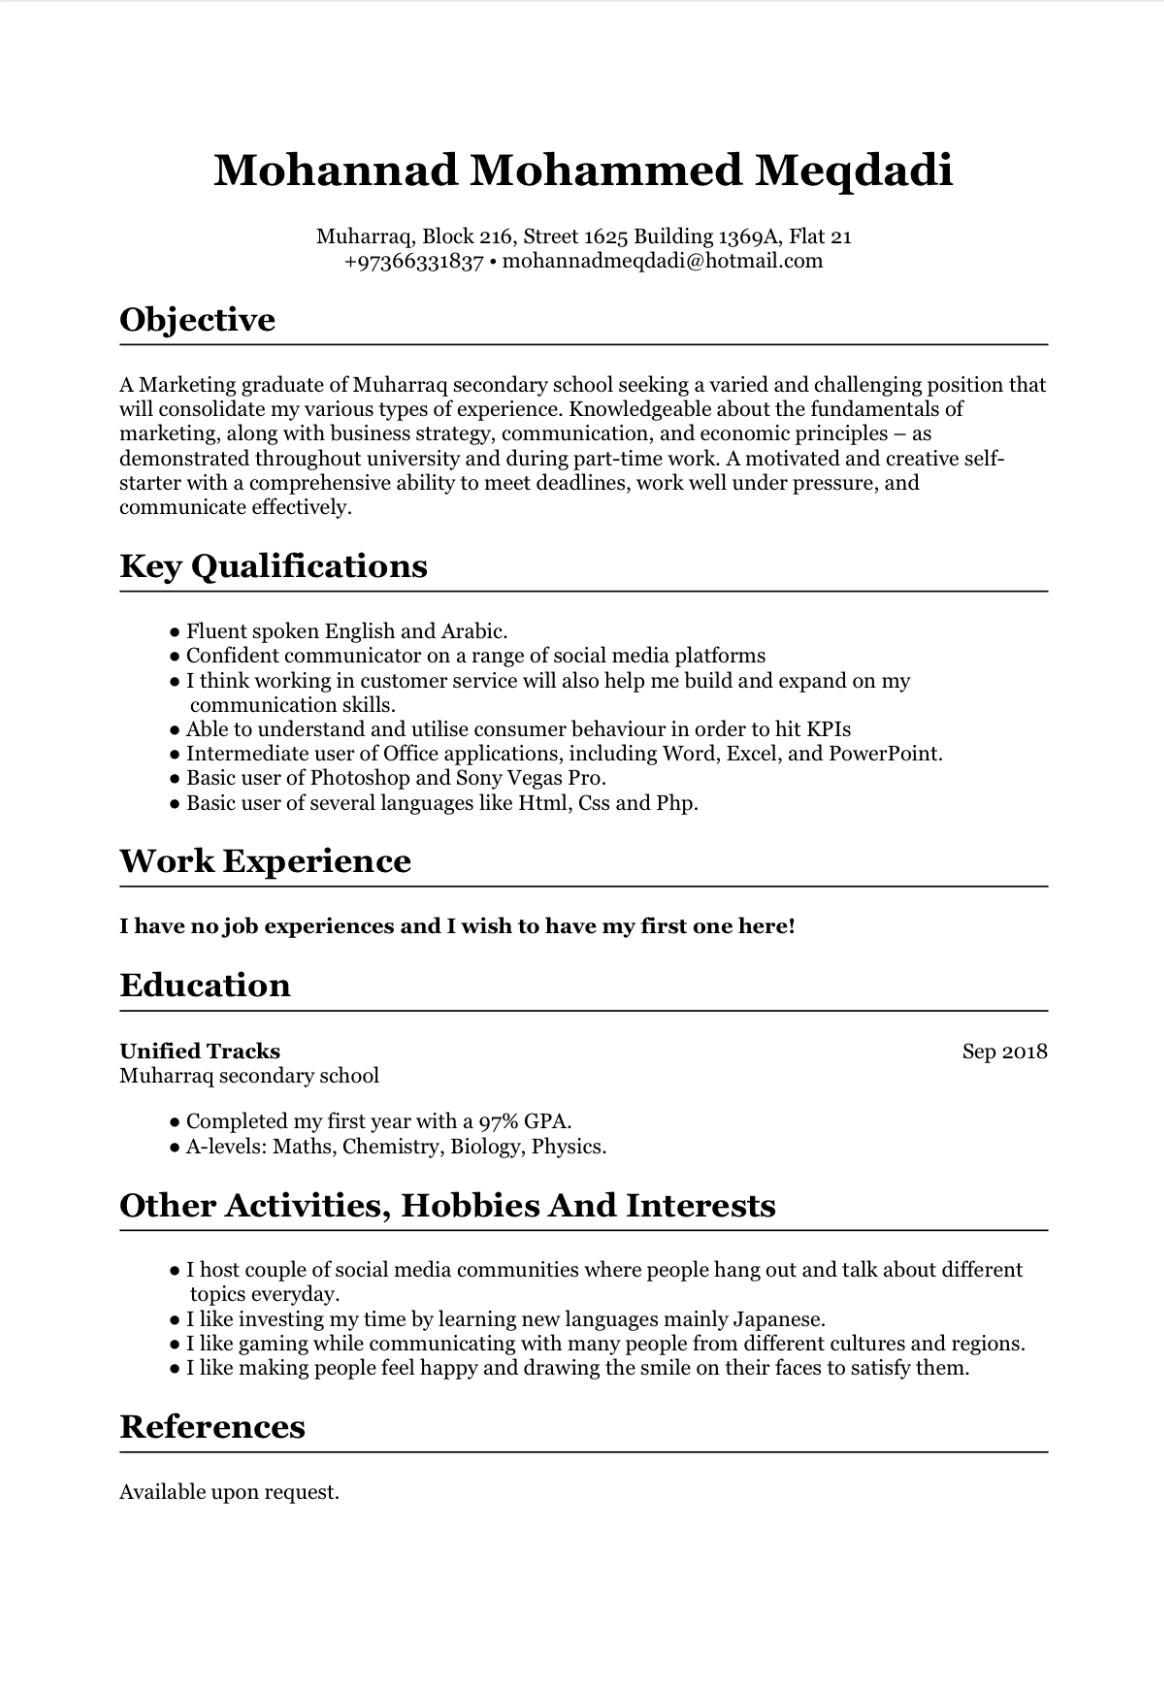 Mohannad Mohammed Meqdadi
Muharraq, Block 216, Street 1625 Building 1369A, Flat 21
+97366331837 • mohannadmeqdadi@hotmail.com
Objective
A Marketing graduate of Muharraq secondary school seeking a varied and challenging position that
will consolidate my various types of experience. Knowledgeable about the fundamentals of
marketing, along with business strategy, communication, and economic principles – as
demonstrated throughout university and during part-time work. A motivated and creative self-
starter with a comprehensive ability to meet deadlines, work well under pressure, and
communicate effectively.
Key Qualifications
● Fluent spoken English and Arabic.
● Confident communicator on a range of social media platforms
● I think working in customer service will also help me build and expand on my
communication skills.
● Able to understand and utilise consumer behaviour in order to hit KPIs
● Intermediate user of Office applications, including Word, Excel, and PowerPoint.
● Basic user of Photoshop and Sony Vegas Pro.
● Basic user of several languages like Html, Css and Php.
Work Experience
I have no job experiences and I wish to have my first one here!
Education
Unified Tracks Sep 2018
Muharraq secondary school
● Completed my first year with a 97% GPA.
● A-levels: Maths, Chemistry, Biology, Physics.
Other Activities, Hobbies And Interests
● I host couple of social media communities where people hang out and talk about different
topics everyday.
● I like investing my time by learning new languages mainly Japanese.
● I like gaming while communicating with many people from different cultures and regions.
● I like making people feel happy and drawing the smile on their faces to satisfy them.
References
Available upon request.